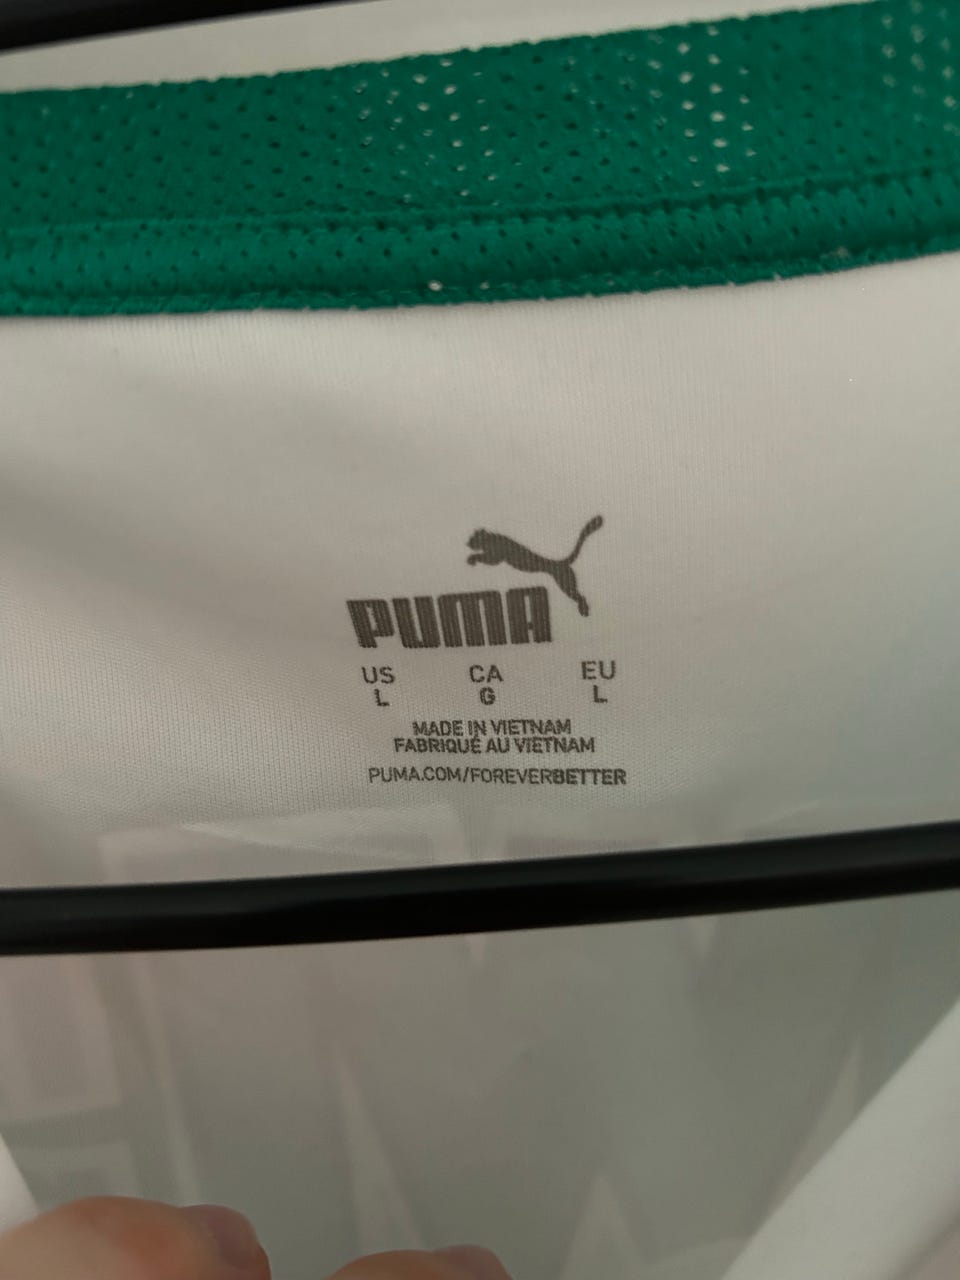 PUMA
US CA EU
L G L
MADE IN VIETNAM
FABRIQUÉ AU VIETNAM
PUMA.COM/FOREVERBETTER